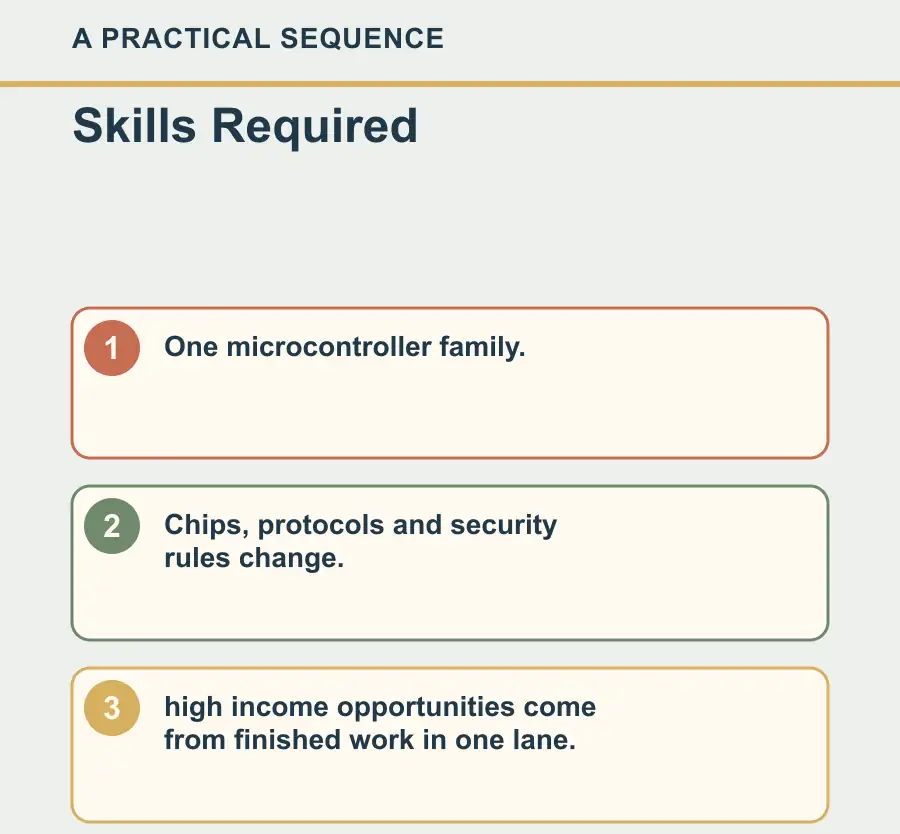 A PRACTICAL SEQUENCE
Skills Required
1
One microcontroller family.
2
Chips, protocols and security
rules change.
3
high income opportunities come
from finished work in one lane.